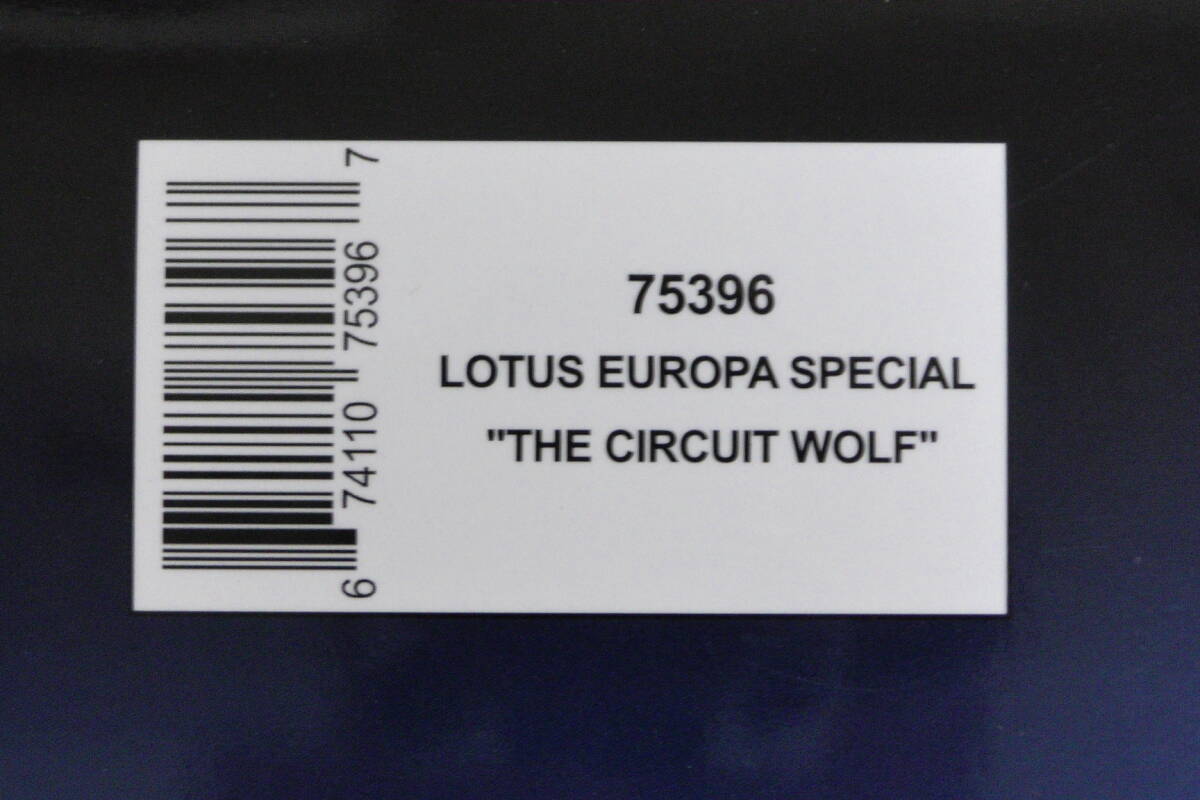 75396
LOTUS EUROPA SPECIAL
"THE CIRCUIT WOLF"
6 74110 75396 7